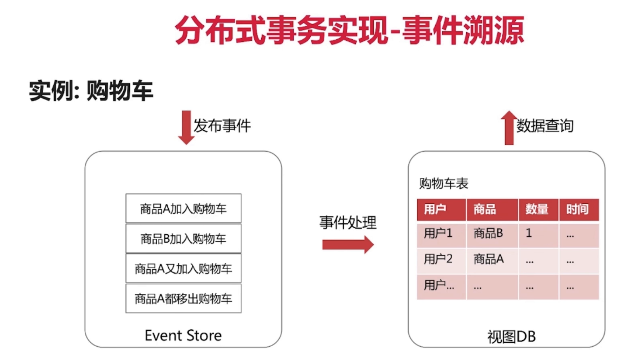 分布式事务实现-事件溯源
实例: 购物车
发布事件
数据查询
商品A加入购物车
商品B加入购物车
商品A又加入购物车
商品A都移出购物车
Event Store
事件处理
购物车表
用户 商品 数量 时间
用户1 商品B 1 ...
用户2 商品A ... ...
用户... ... ... ...
视图DB